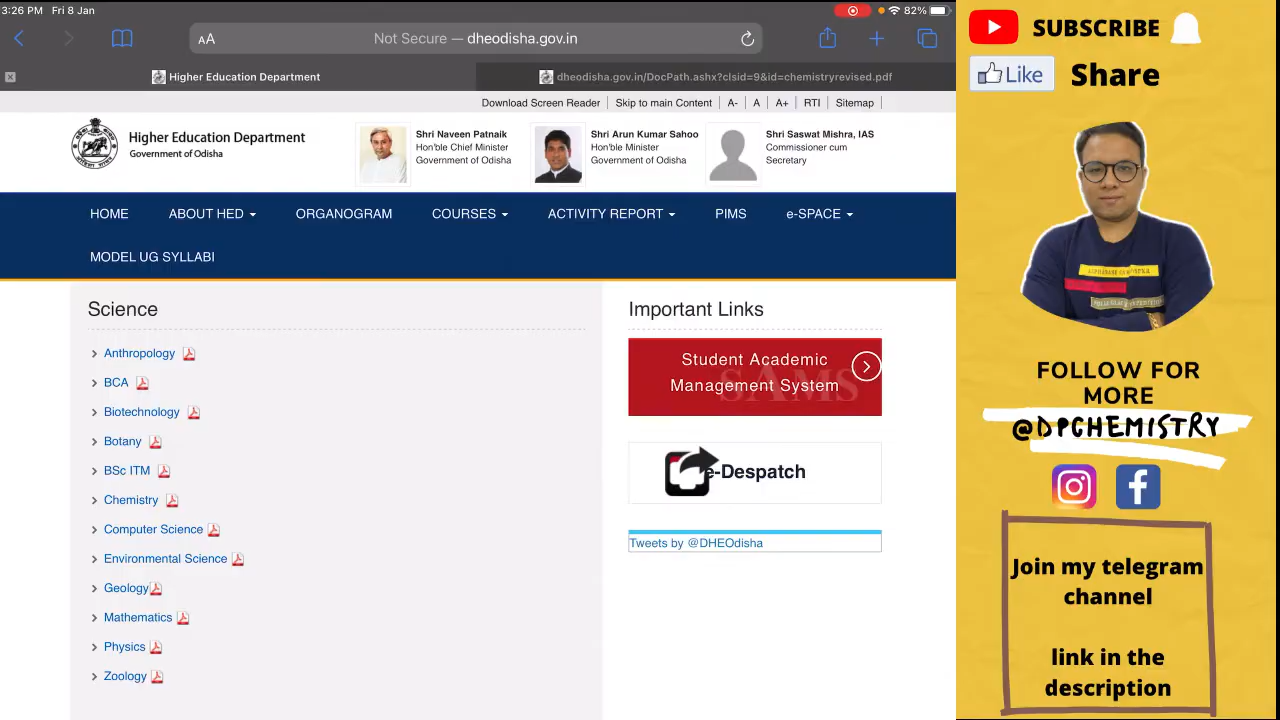 3:26 PM Fri 8 Jan
82%
AA
Not Secure — dheodisha.gov.in
Higher Education Department
dheodisha.gov.in/DocPath.ashx?clsid=9&id=chemistryrevised.pdf
Download Screen Reader
Skip to main Content
A-
A
A+
RTI
Sitemap
Higher Education Department
Government of Odisha
Shri Naveen Patnaik
Hon'ble Chief Minister
Government of Odisha
Shri Arun Kumar Sahoo
Hon'ble Minister
Government of Odisha
Shri Saswat Mishra, IAS
Commissioner cum
Secretary
HOME
ABOUT HED
ORGANOGRAM
COURSES
ACTIVITY REPORT
PIMS
e-SPACE
MODEL UG SYLLABI
Science
Anthropology
BCA
Biotechnology
Botany
BSc ITM
Chemistry
Computer Science
Environmental Science
Geology
Mathematics
Physics
Zoology
Important Links
Student Academic
Management System
SAMS
e-Despatch
Tweets by @DHEOdisha
SUBSCRIBE
Like
Share
FOLLOW FOR
MORE
@DPCHEMISTRY
Join my telegram
channel
link in the
description